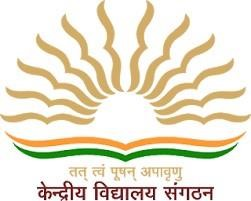 तत् त्वं पूषन् अपावृणु
केन्द्रीय विद्यालय संगठन